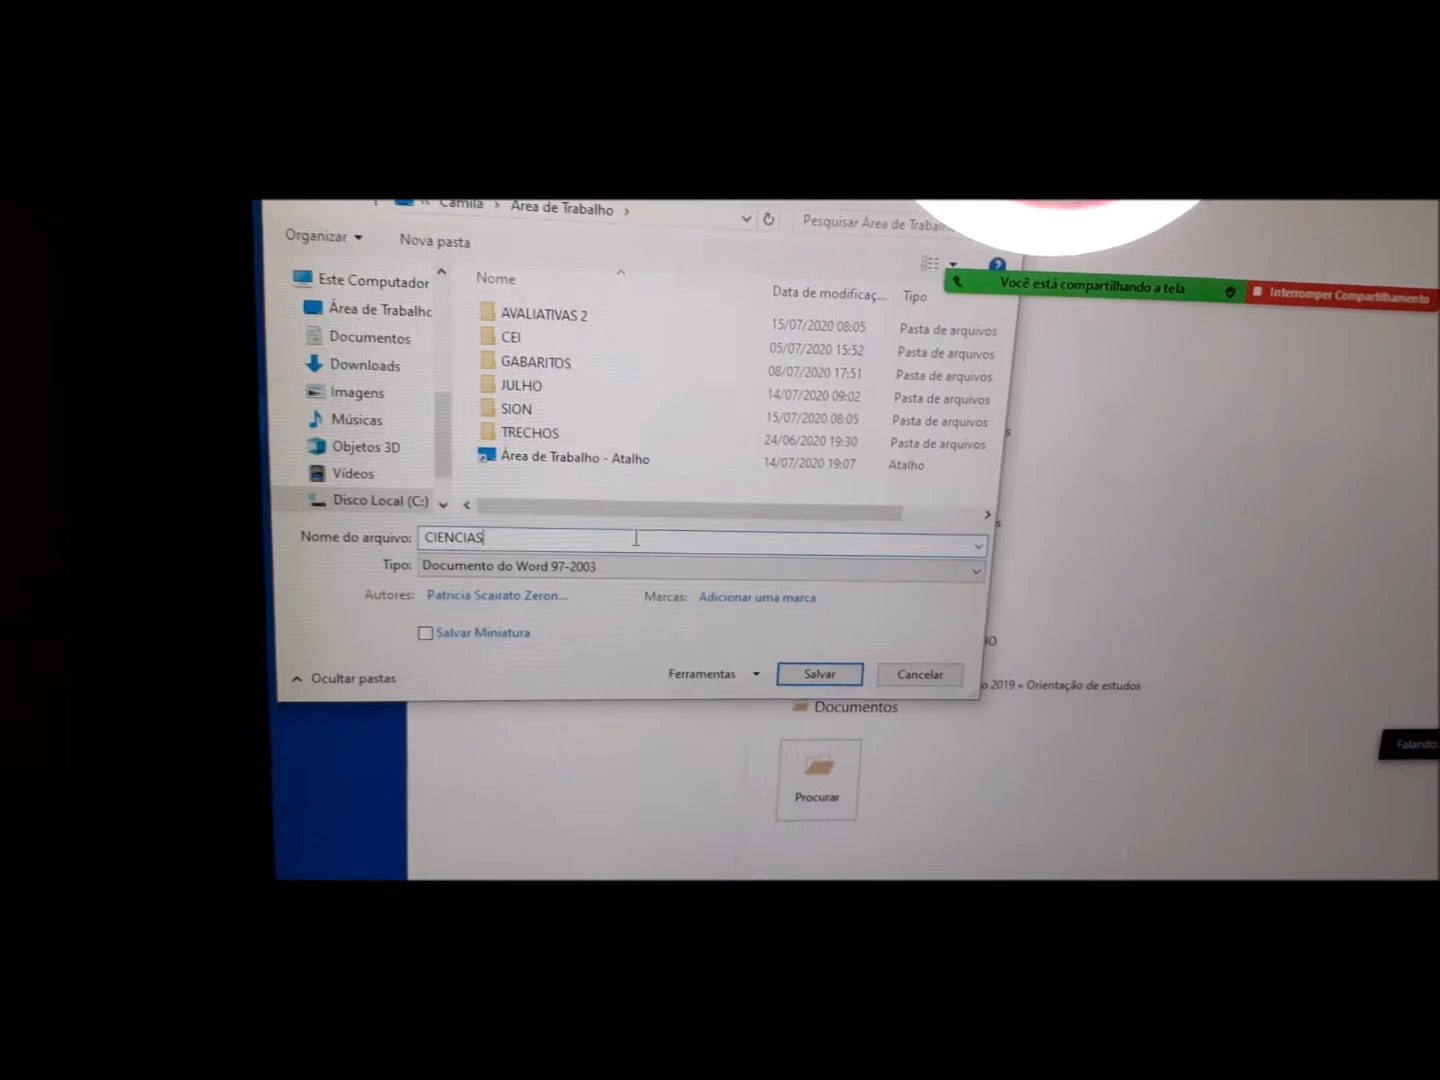 « Camila > Área de Trabalho >
Pesquisar Área de Trabal
Organizar
Nova pasta
Você está compartilhando a tela
Interromper Compartilhamento
Este Computador
Área de Trabalho
Documentos
Downloads
Imagens
Músicas
Objetos 3D
Vídeos
Disco Local (C:)
Nome
Data de modificaç...
Tipo
AVALIATIVAS 2
15/07/2020 08:05
Pasta de arquivos
CEI
05/07/2020 15:52
Pasta de arquivos
GABARITOS
08/07/2020 17:51
Pasta de arquivos
JULHO
14/07/2020 09:02
Pasta de arquivos
SION
15/07/2020 08:05
Pasta de arquivos
TRECHOS
24/06/2020 19:30
Pasta de arquivos
Área de Trabalho - Atalho
14/07/2020 19:07
Atalho
Nome do arquivo: CIENCIAS
Tipo: Documento do Word 97-2003
Autores: Patricia Scairato Zeron...
Marcas: Adicionar uma marca
Salvar Miniatura
Ocultar pastas
Ferramentas
Salvar
Cancelar
o 2019 » Orientação de estudos
Documentos
Falando:
Procurar